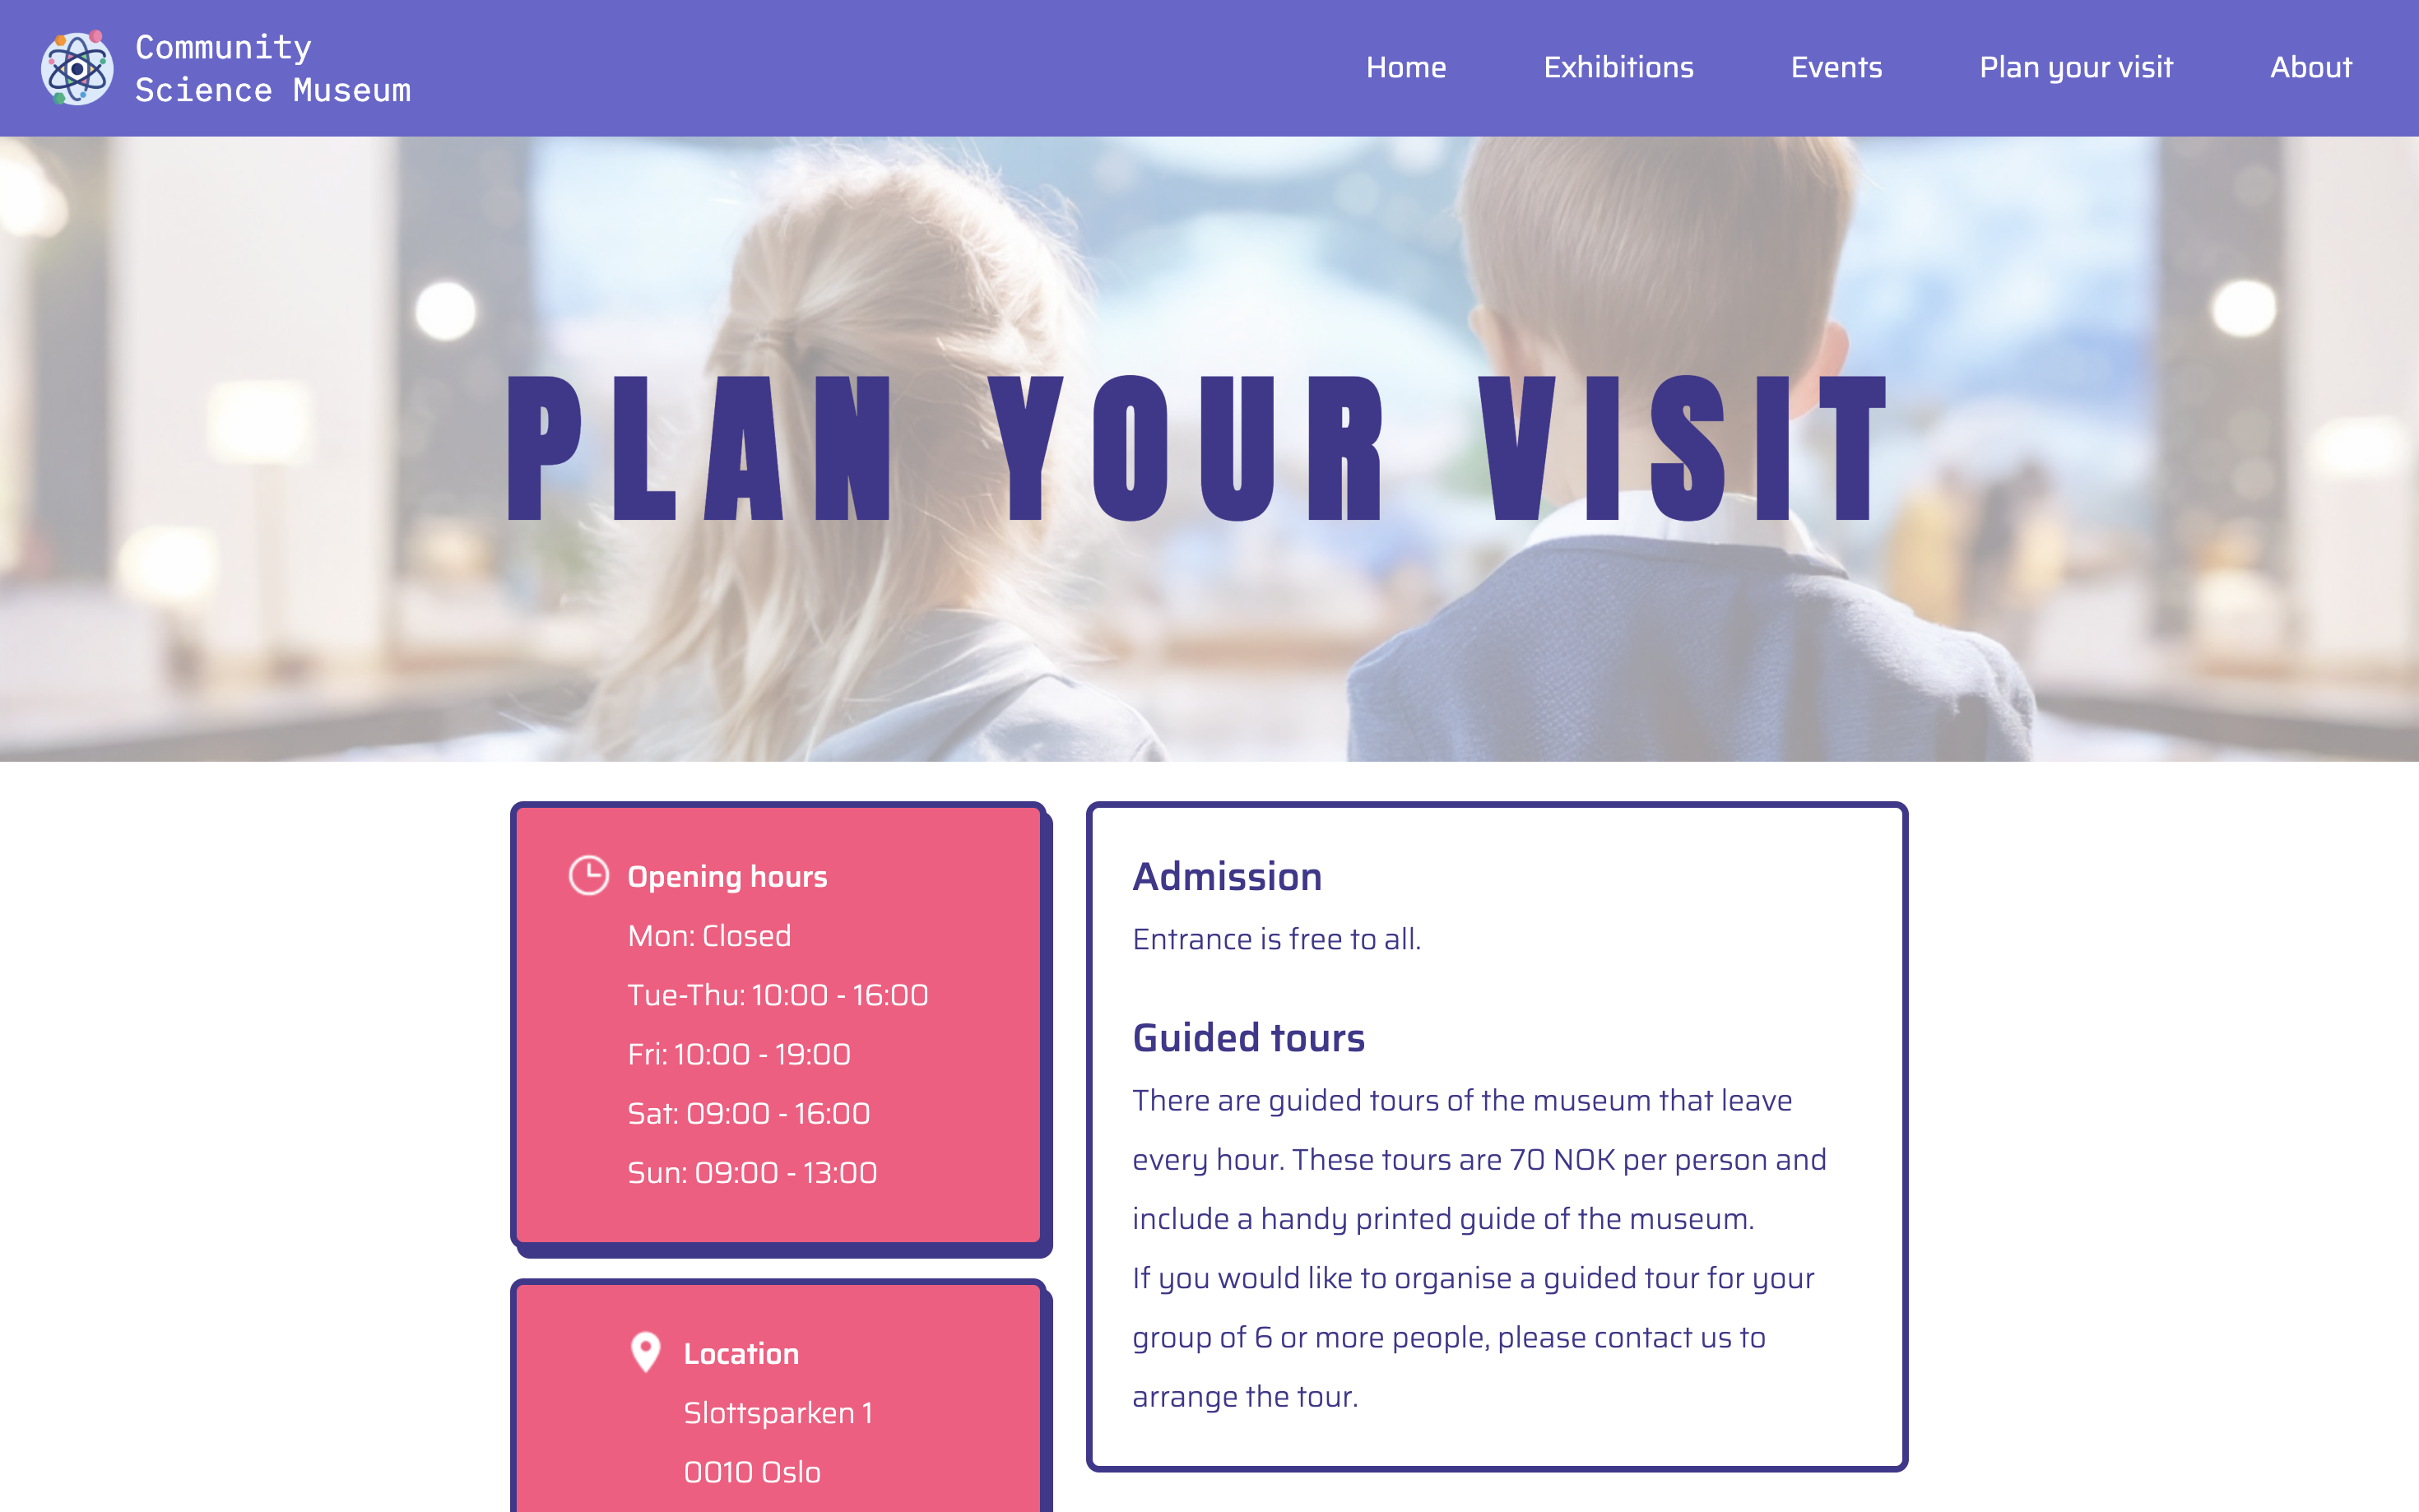 Community
Science Museum
Home
Exhibitions
Events
Plan your visit
About
PLAN YOUR VISIT
Opening hours
Mon: Closed
Tue-Thu: 10:00 - 16:00
Fri: 10:00 - 19:00
Sat: 09:00 - 16:00
Sun: 09:00 - 13:00
Location
Slottsparken 1
0010 Oslo
Admission
Entrance is free to all.
Guided tours
There are guided tours of the museum that leave
every hour. These tours are 70 NOK per person and
include a handy printed guide of the museum.
If you would like to organise a guided tour for your
group of 6 or more people, please contact us to
arrange the tour.